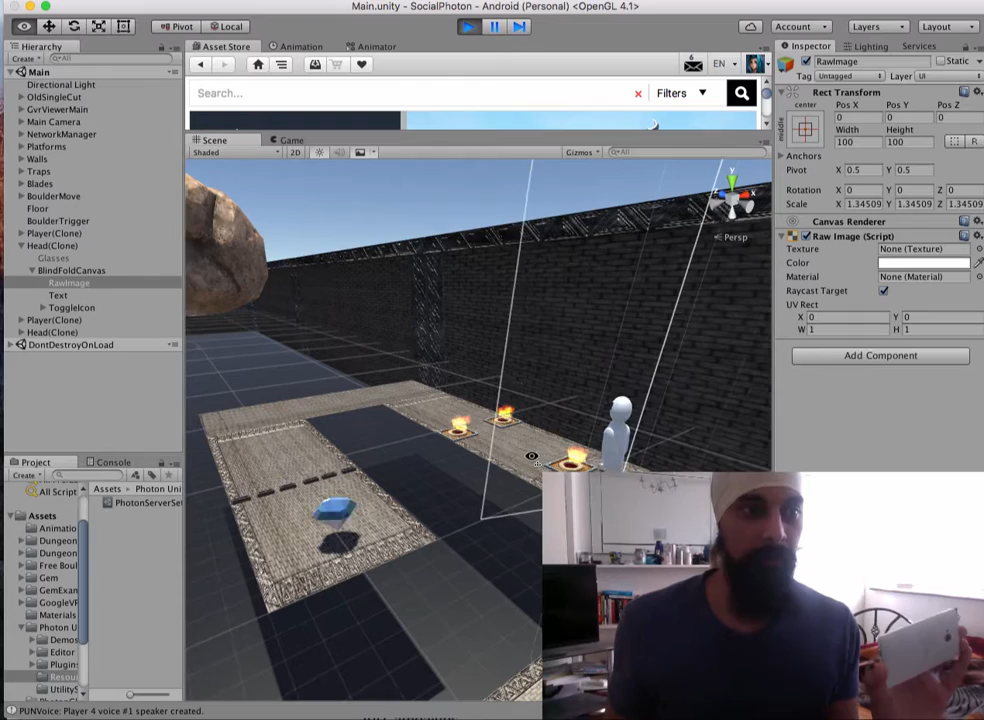 Main.unity - SocialPhoton - Android (Personal) <OpenGL 4.1>
Pivot Local Account Layers Layout
Hierarchy
Create All
Main
Directional Light
OldSingleCut
GvrViewerMain
Main Camera
NetworkManager
Platforms
Walls
Traps
Blades
BoulderMove
Floor
BoulderTrigger
Player(Clone)
Head(Clone)
Glasses
BlindFoldCanvas
RawImage
Text
ToggleIcon
Player(Clone)
Head(Clone)
DontDestroyOnLoad
Asset Store Animation Animator
6 EN
Search... Filters
Scene Game
Shaded 2D Gizmos All
y
x
z
Persp
Inspector Lighting Services
RawImage Static
Tag Untagged Layer UI
Rect Transform
center Pos X Pos Y Pos Z
middle 0 0 0
Width Height
100 100 R
Anchors
Pivot X 0.5 Y 0.5
Rotation X 0 Y 0 Z 0
Scale X 1.34509 Y 1.34509 Z 1.34509
Canvas Renderer
Raw Image (Script)
Texture None (Texture)
Color
Material None (Material)
Raycast Target
UV Rect
X 0 Y 0
W 1 H 1
Add Component
Project Console
Create
All Script
Assets
Animatio
Dungeon
Dungeon
Free Boul
Gem
GemExan
GoogleVR
Materials
Photon U
Demos
Editor
Plugin
Resou
UtilityS
Assets Photon Uni
PhotonServerSet
PUNVoice: Player 4 voice #1 speaker created.